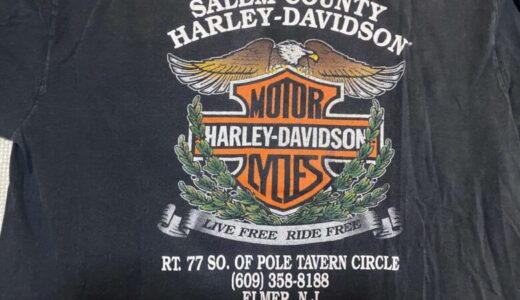 SALEM COUNTY
HARLEY-DAVIDSON
MOTOR
HARLEY-DAVIDSON
CYCLES
LIVE FREE RIDE FREE
RT. 77 SO. OF POLE TAVERN CIRCLE
(609) 358-8188
ELMER, N.J.